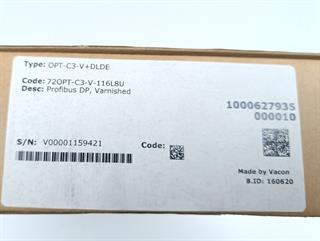 Type: OPT-C3-V+DLDE
Code: 72OPT-C3-V-116L8U
Desc: Profibus DP, Varnished
1000627935
000010
S/N: V00001159421
Code:
Made by Vacon
B.ID: 160620